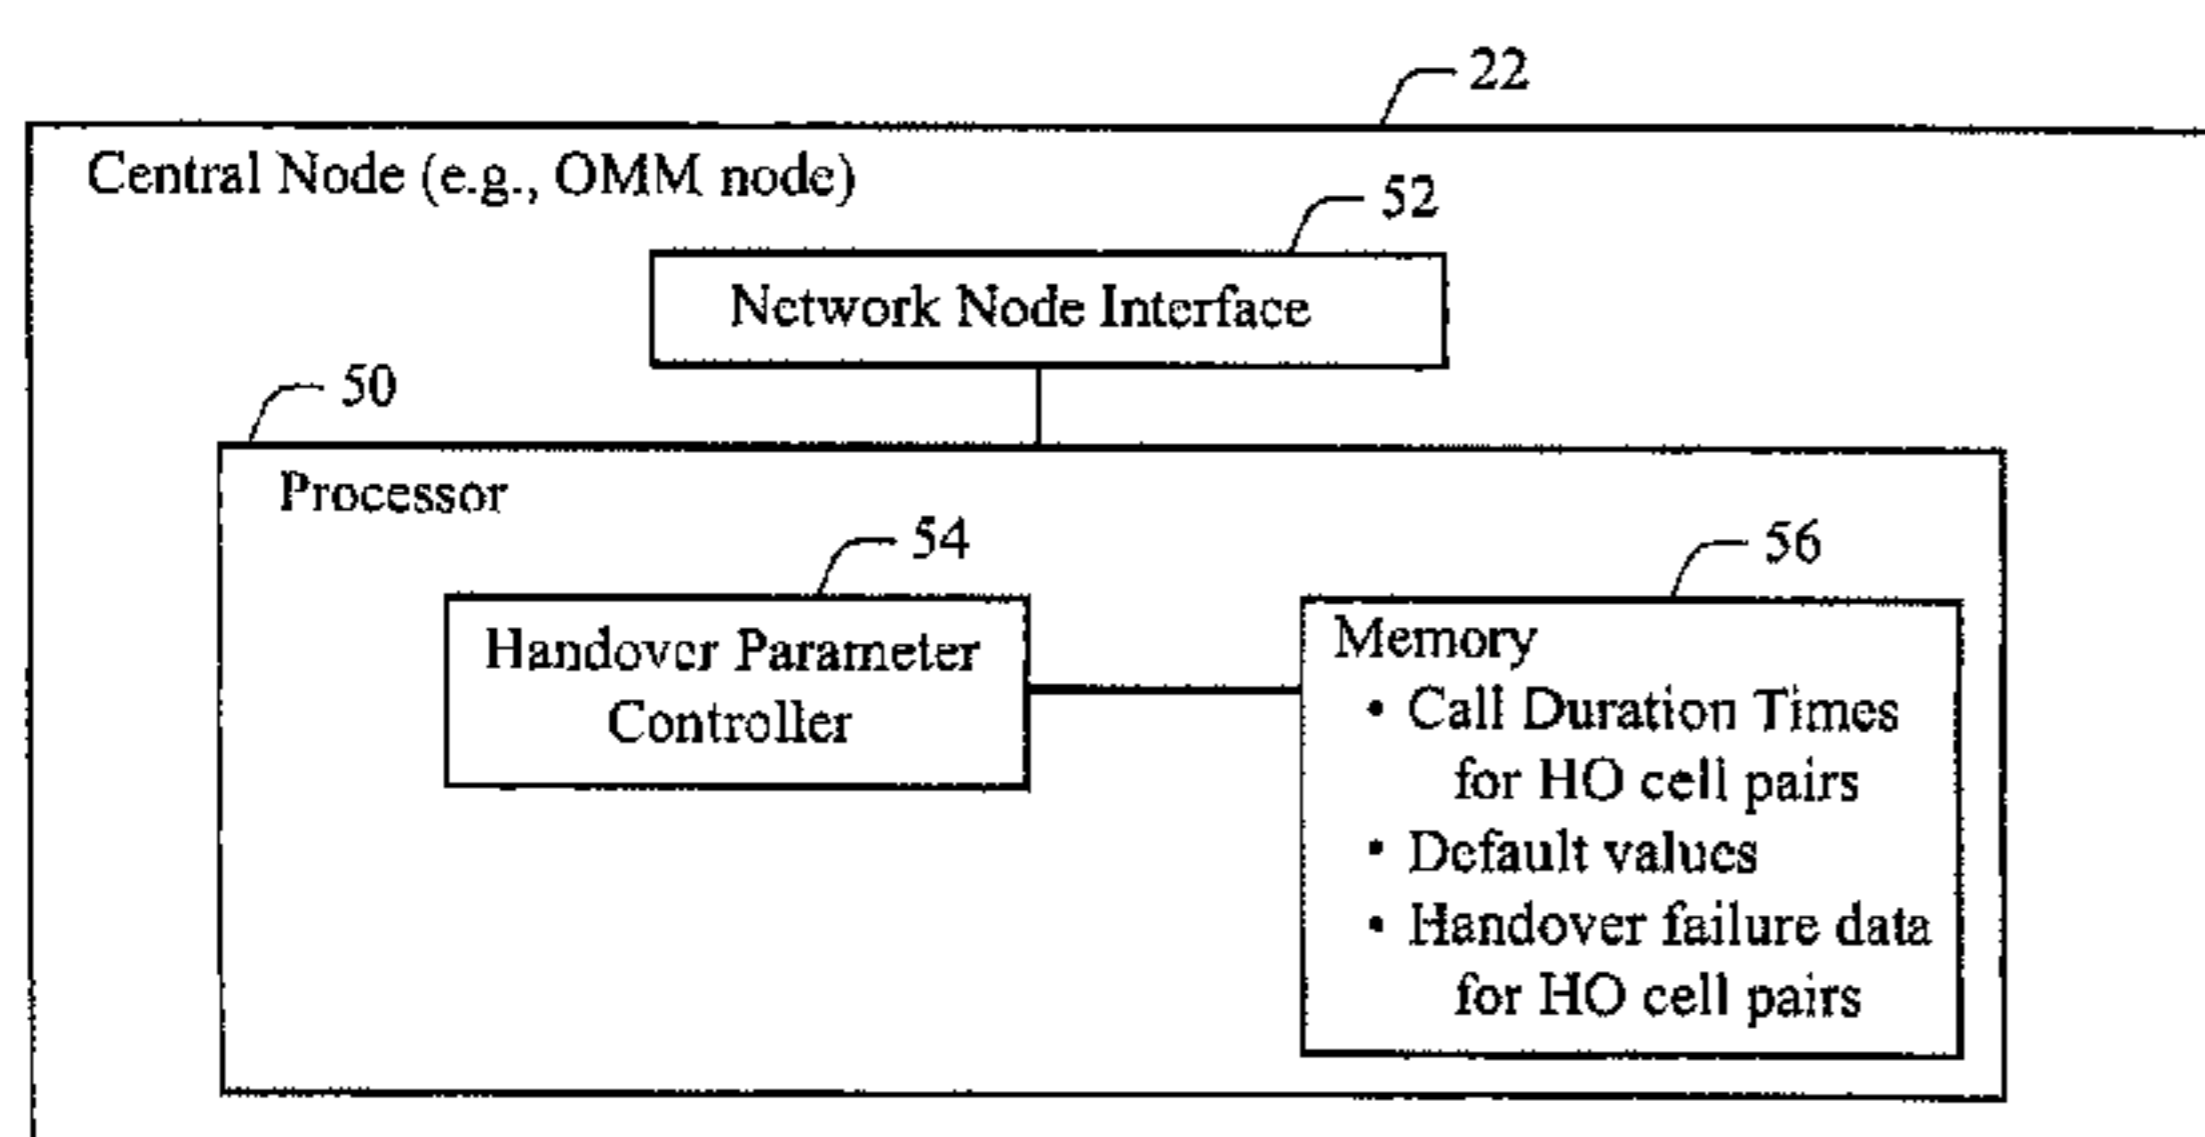 22
Central Node (e.g., OMM node)
52
Network Node Interface
50
Processor
54
56
Handover Parameter
Controller
Memory
• Call Duration Times
for HO cell pairs
• Default values
• Handover failure data
for HO cell pairs